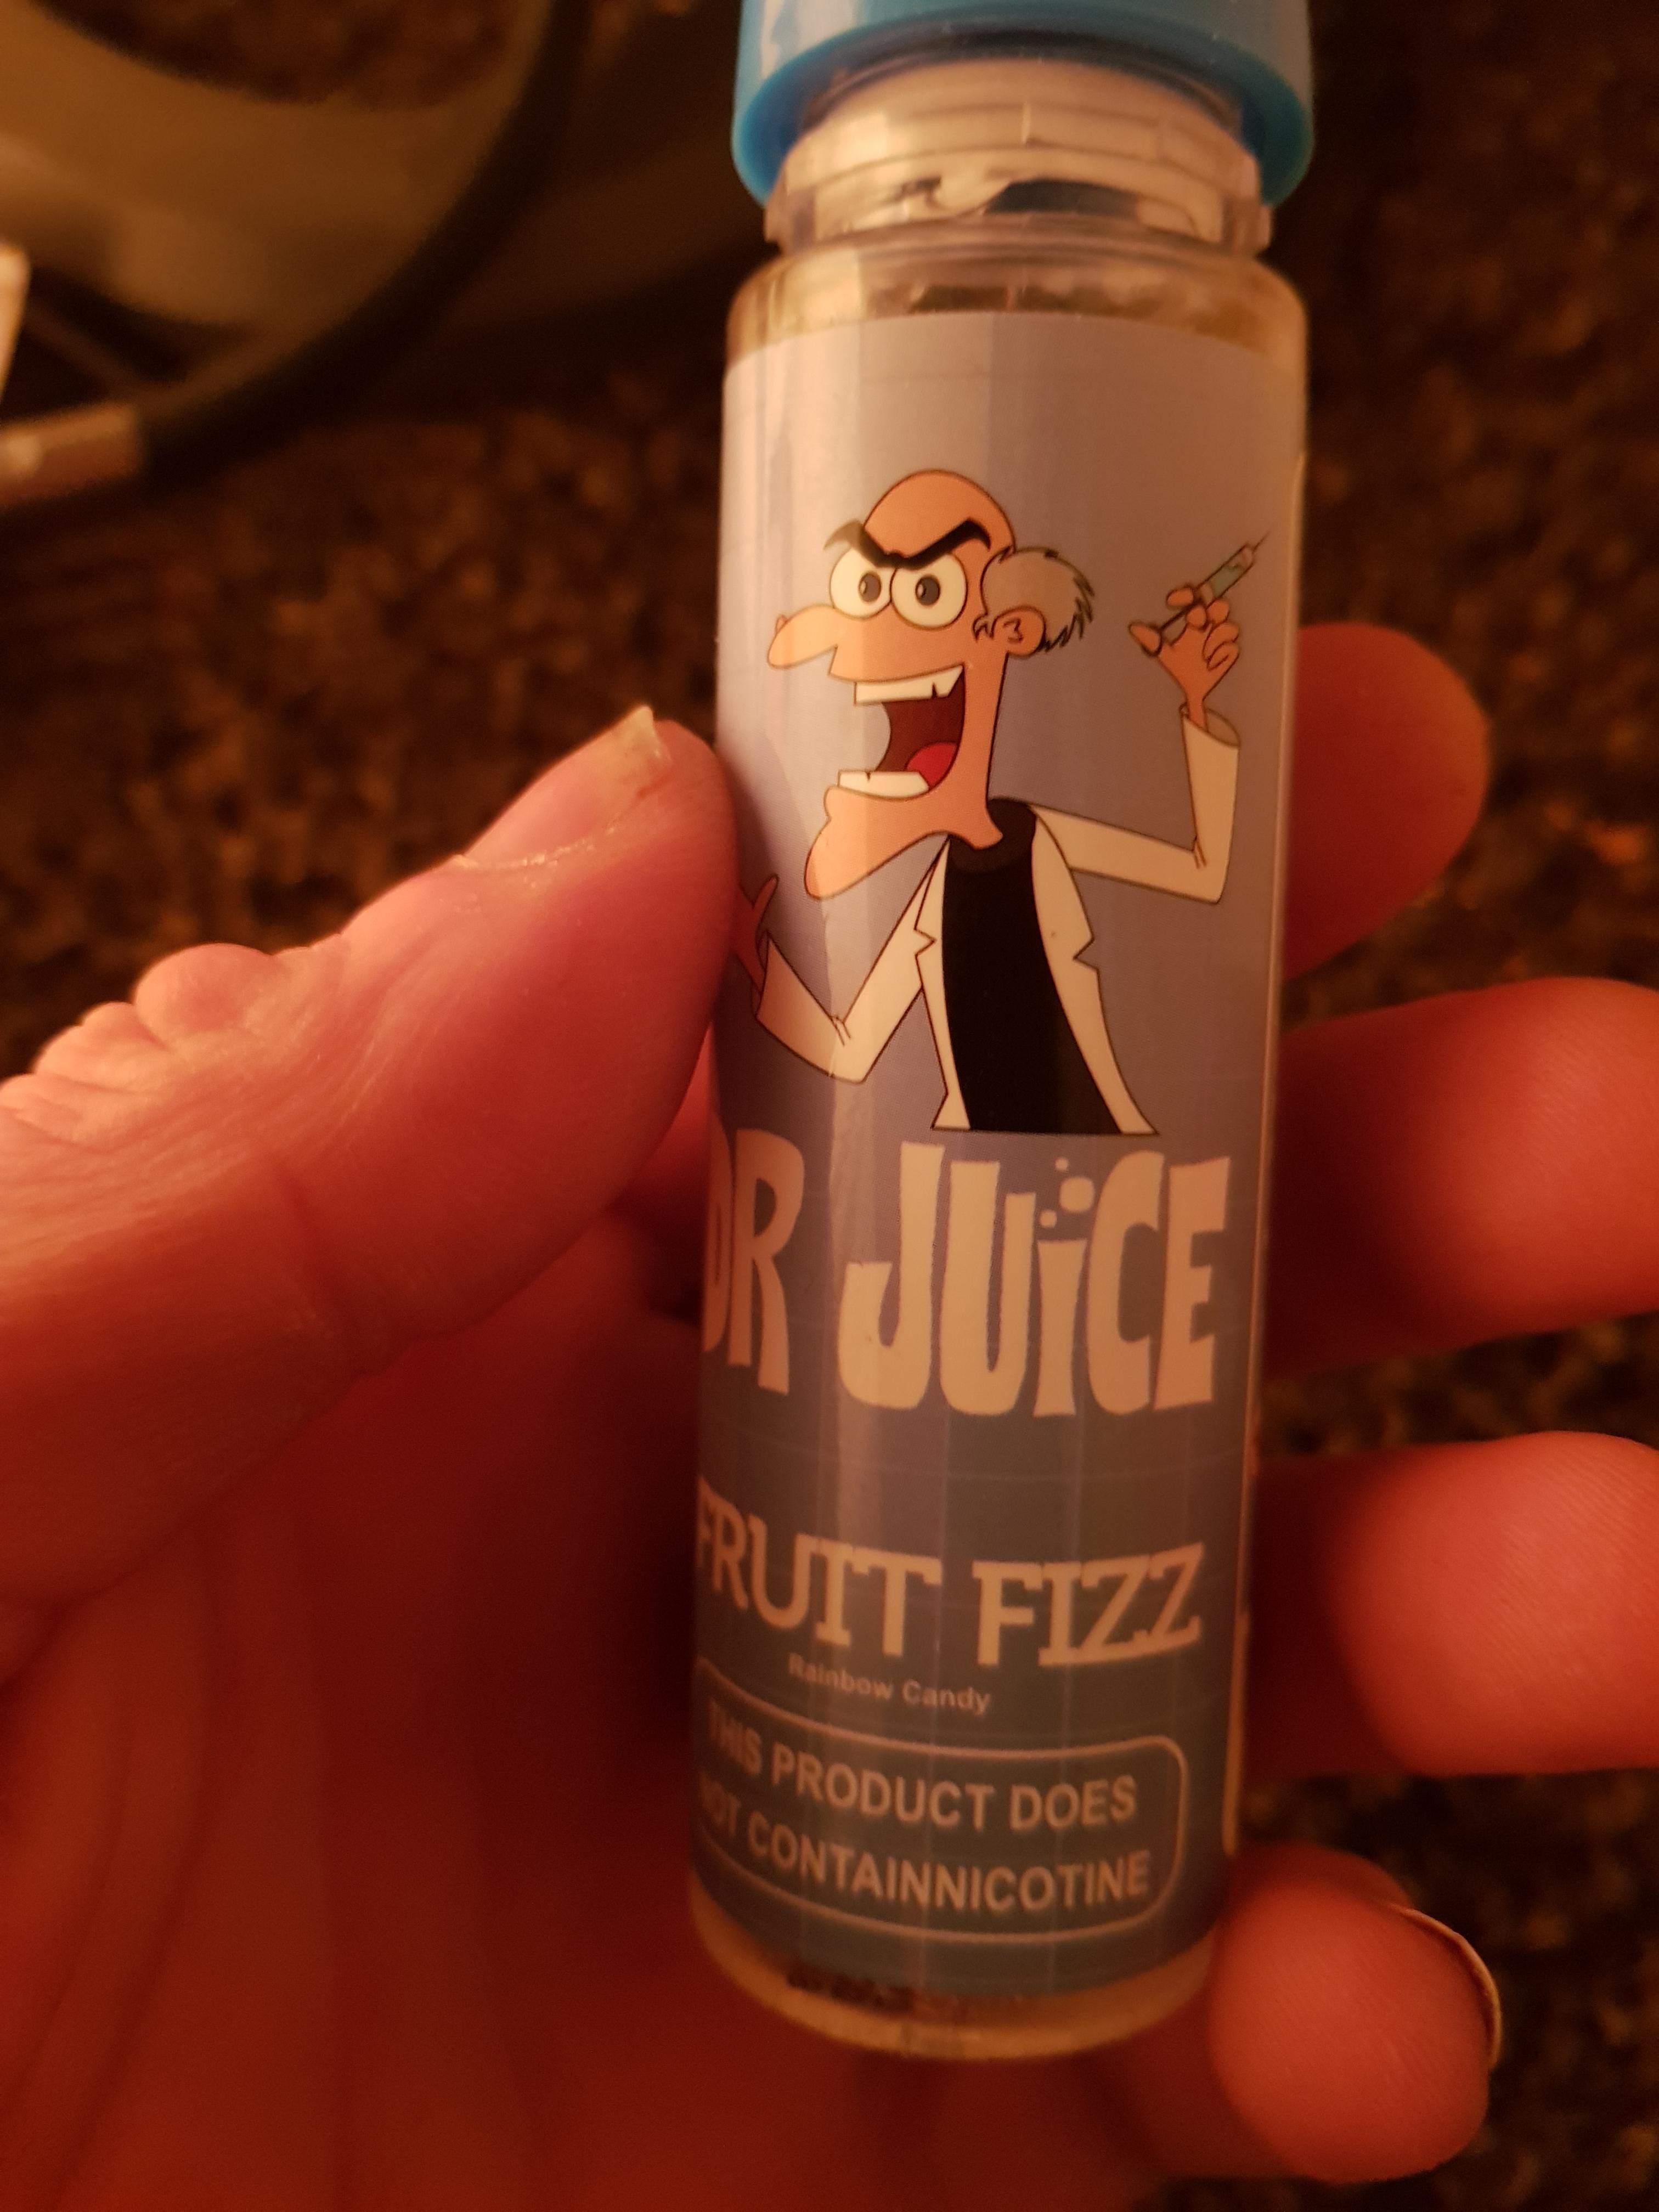 DR JUiCE
FRUIT FIZZ
Rainbow Candy
THIS PRODUCT DOES
NOT CONTAINNICOTINE